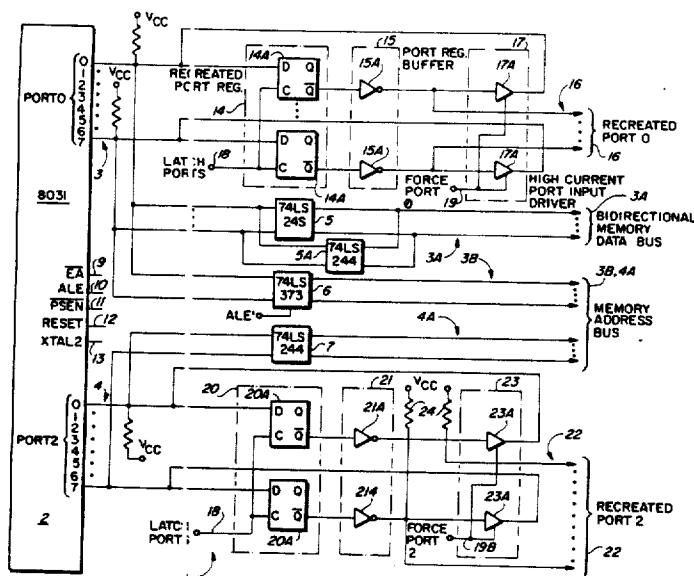 VCC
VCC
PORT0
0
1
2
3
4
5
6
7
3
8031
EA
9
ALE
10
PSEN
11
RESET
12
XTAL2
13
4
PORT2
0
1
2
3
4
5
6
7
VCC
2
14A
RECREATED
PORT REG.
14
D Q
C
D Q
C
14A
LATCH
PORTS
18
15
15A
15A
PORT REG.
BUFFER
17
17A
17A
16
RECREATED
PORT 0
16
FORCE
PORT
0
19
HIGH CURRENT
PORT INPUT
DRIVER
74LS
24S
5
5A
74LS
244
3A
BIDIRECTIONAL
MEMORY
DATA BUS
3A
3B
74LS
373
6
ALE'
3B, 4A
MEMORY
ADDRESS
BUS
74LS
244
7
4A
20
20A
D Q
C
D Q
C
20A
LATCH
PORT
18
21
21A
214
VCC
24
23
23A
23A
22
RECREATED
PORT 2
22
FORCE
PORT
2
19B